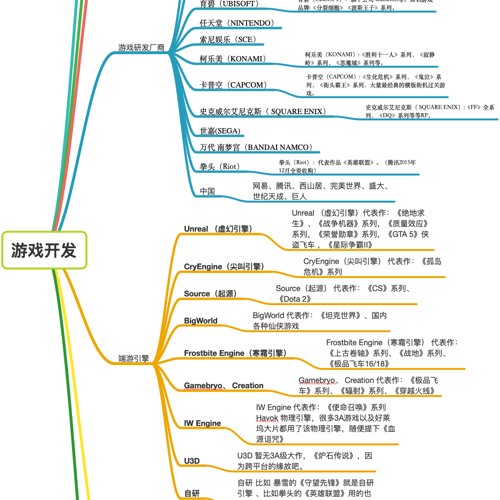 育碧（UBISOFT）
品牌:《分裂细胞》《波斯王子》系列。
任天堂（NINTENDO）
索尼娱乐（SCE）
柯乐美（KONAMI）
柯乐美（KONAMI）:《胜利十一人》系列、《寂静
岭》系列、《恶魔城》系列等。
游戏研发厂商
卡普空（CAPCOM）
卡普空（CAPCOM）:《生化危机》系列、《鬼泣》系
列、《街头霸王》系列、大量最经典的横版街机过关游
戏。
史克威尔艾尼克斯（ SQUARE ENIX）
史克威尔艾尼克斯（ SQUARE ENIX）:《FF》全系
列、《DQ》系列等等RP。
世嘉(SEGA)
万代 南梦宫（BANDAI NAMCO）
拳头（Riot）
拳头（Riot）: 代表作品《英雄联盟》。（腾讯2015年
12月全资收购）
中国
网易、腾讯、西山居、完美世界、盛大、
世纪天成、巨人
游戏开发
Unreal （虚幻引擎）
Unreal （虚幻引擎）代表作：《绝地求
生》、《战争机器》系列，《质量效应》
系列，《荣誉勋章》系列，《GTA 5》侠
盗飞车 ，《星际争霸II》
CryEngine（尖叫引擎）
CryEngine（尖叫引擎） 代表作：《孤岛
危机》系列
Source（起源）
Source（起源） 代表作：《CS》系列、
《Dota 2》
BigWorld
BigWorld 代表作：《坦克世界》、国内
各种仙侠游戏
端游引擎
Frostbite Engine（寒霜引擎）
Frostbite Engine（寒霜引擎） 代表作：
《上古卷轴》系列、《战地》系列、
《极品飞车16/18》
Gamebryo、 Creation
Gamebryo、 Creation 代表作：《极品飞
车》系列、《辐射》系列、《穿越火线》
IW Engine
IW Engine 代表作：《使命召唤》系列
Havok 物理引擎，很多3A游戏以及好莱
坞大片都用了该物理引擎，随便提下《血
源诅咒》
U3D
U3D 暂无3A级大作，《炉石传说》，因
为跨平台的缘故吧。
自研
自研 比如 暴雪的《守望先锋》就是自研
引擎 、比如拳头的《英雄联盟》用的也